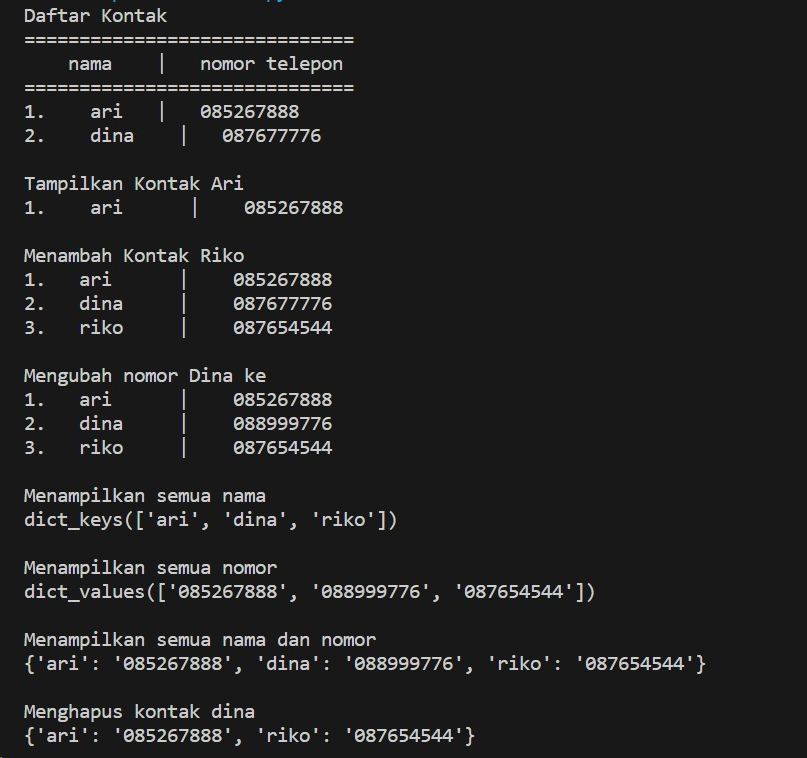 Daftar Kontak
==============================
    nama    |   nomor telepon
==============================
1.    ari   |   085267888
2.    dina    |   087677776
Tampilkan Kontak Ari
1.    ari      |    085267888
Menambah Kontak Riko
1.   ari      |    085267888
2.   dina     |    087677776
3.   riko     |    087654544
Mengubah nomor Dina ke
1.   ari      |    085267888
2.   dina     |    088999776
3.   riko     |    087654544
Menampilkan semua nama
dict_keys(['ari', 'dina', 'riko'])
Menampilkan semua nomor
dict_values(['085267888', '088999776', '087654544'])
Menampilkan semua nama dan nomor
{'ari': '085267888', 'dina': '088999776', 'riko': '087654544'}
Menghapus kontak dina
{'ari': '085267888', 'riko': '087654544'}